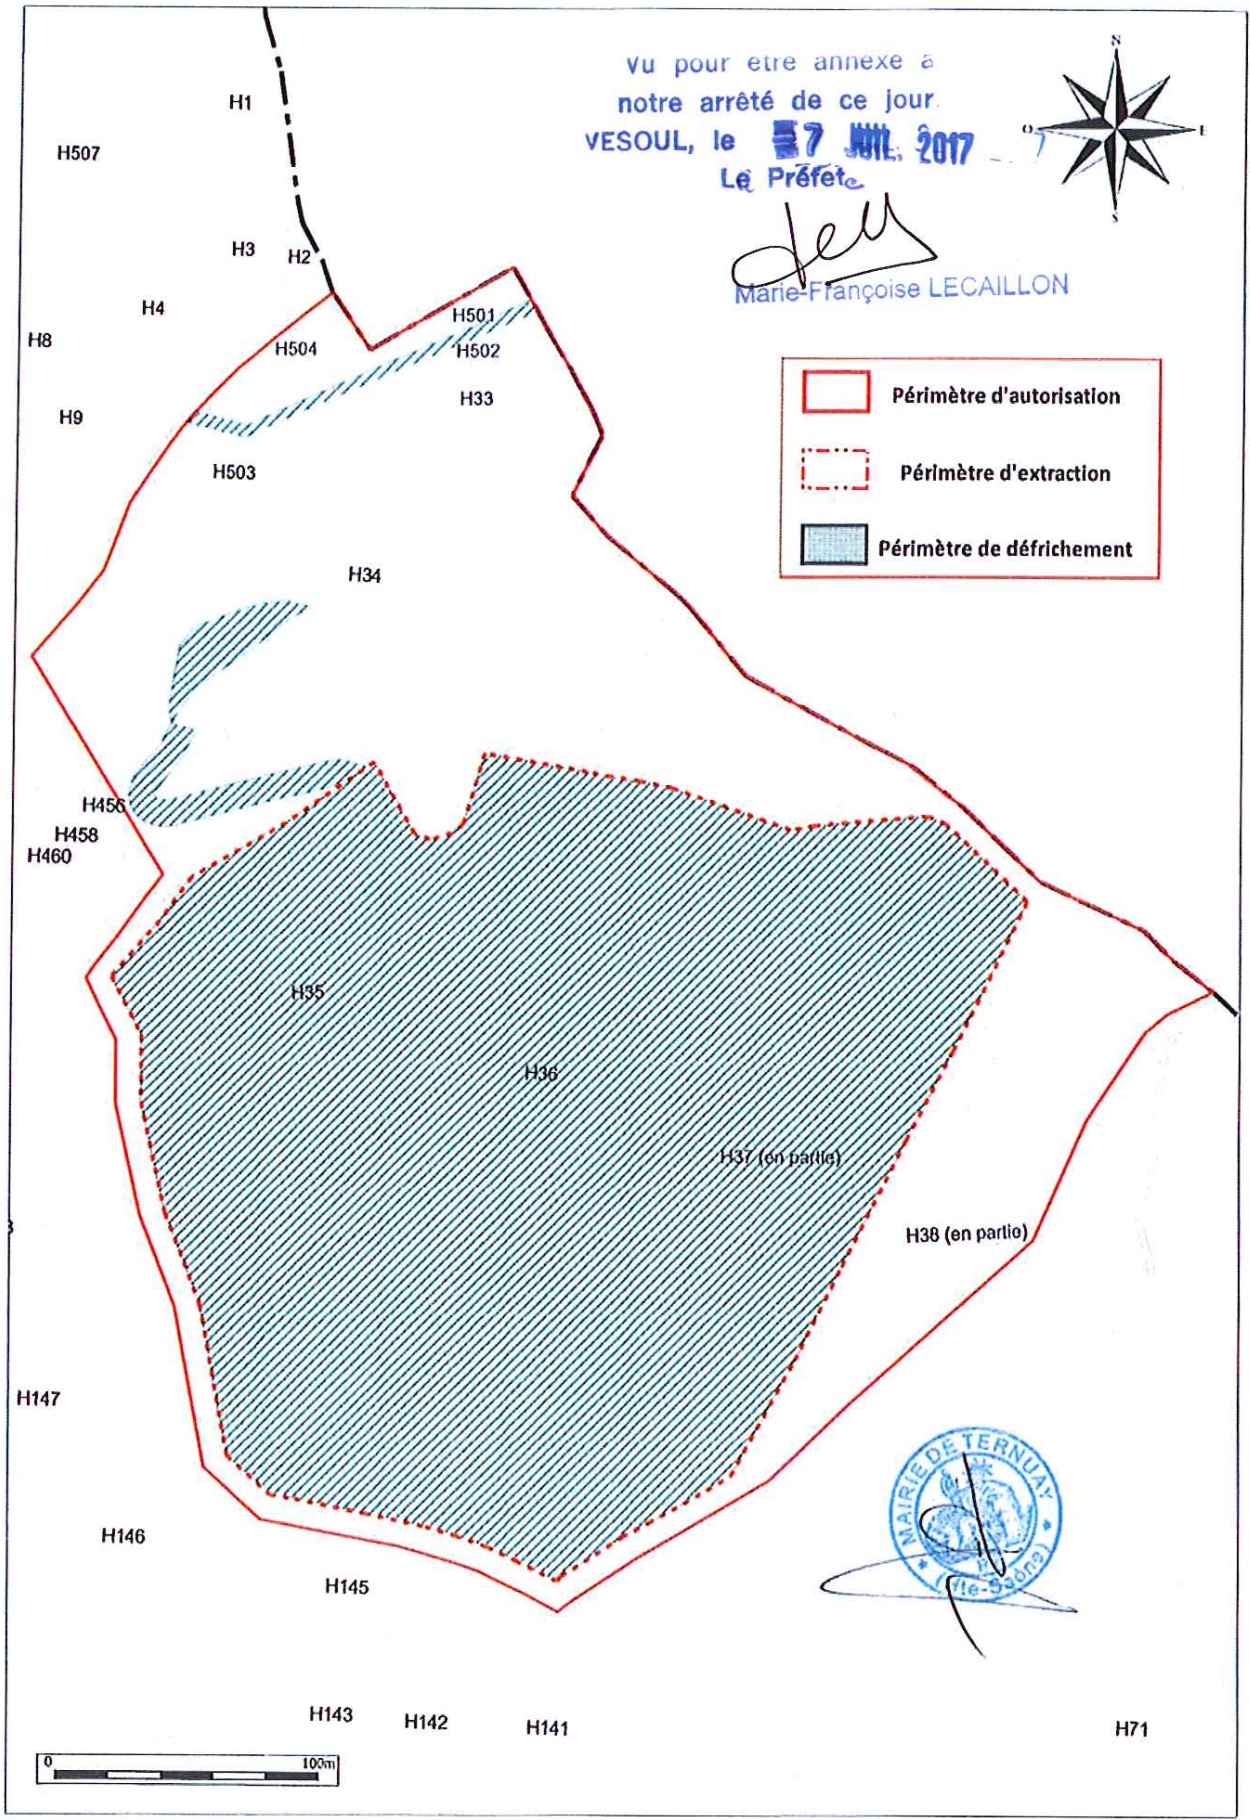 S
O
E
S
Vu pour être annexé à
notre arrêté de ce jour
VESOUL, le 7 JUIL. 2017
Le Préfet
Marie-Françoise LECAILLON
H1
H507
H3
H2
H4
H8
H504
H501
H502
H9
H33
H503
H34
Périmètre d'autorisation
Périmètre d'extraction
Périmètre de défrichement
H456
H458
H460
H35
H36
H37 (en partie)
H38 (en partie)
H147
H146
H145
MAIRIE DE TERNUAY
(Hte-Saône)
H143
H142
H141
H71
0
100m